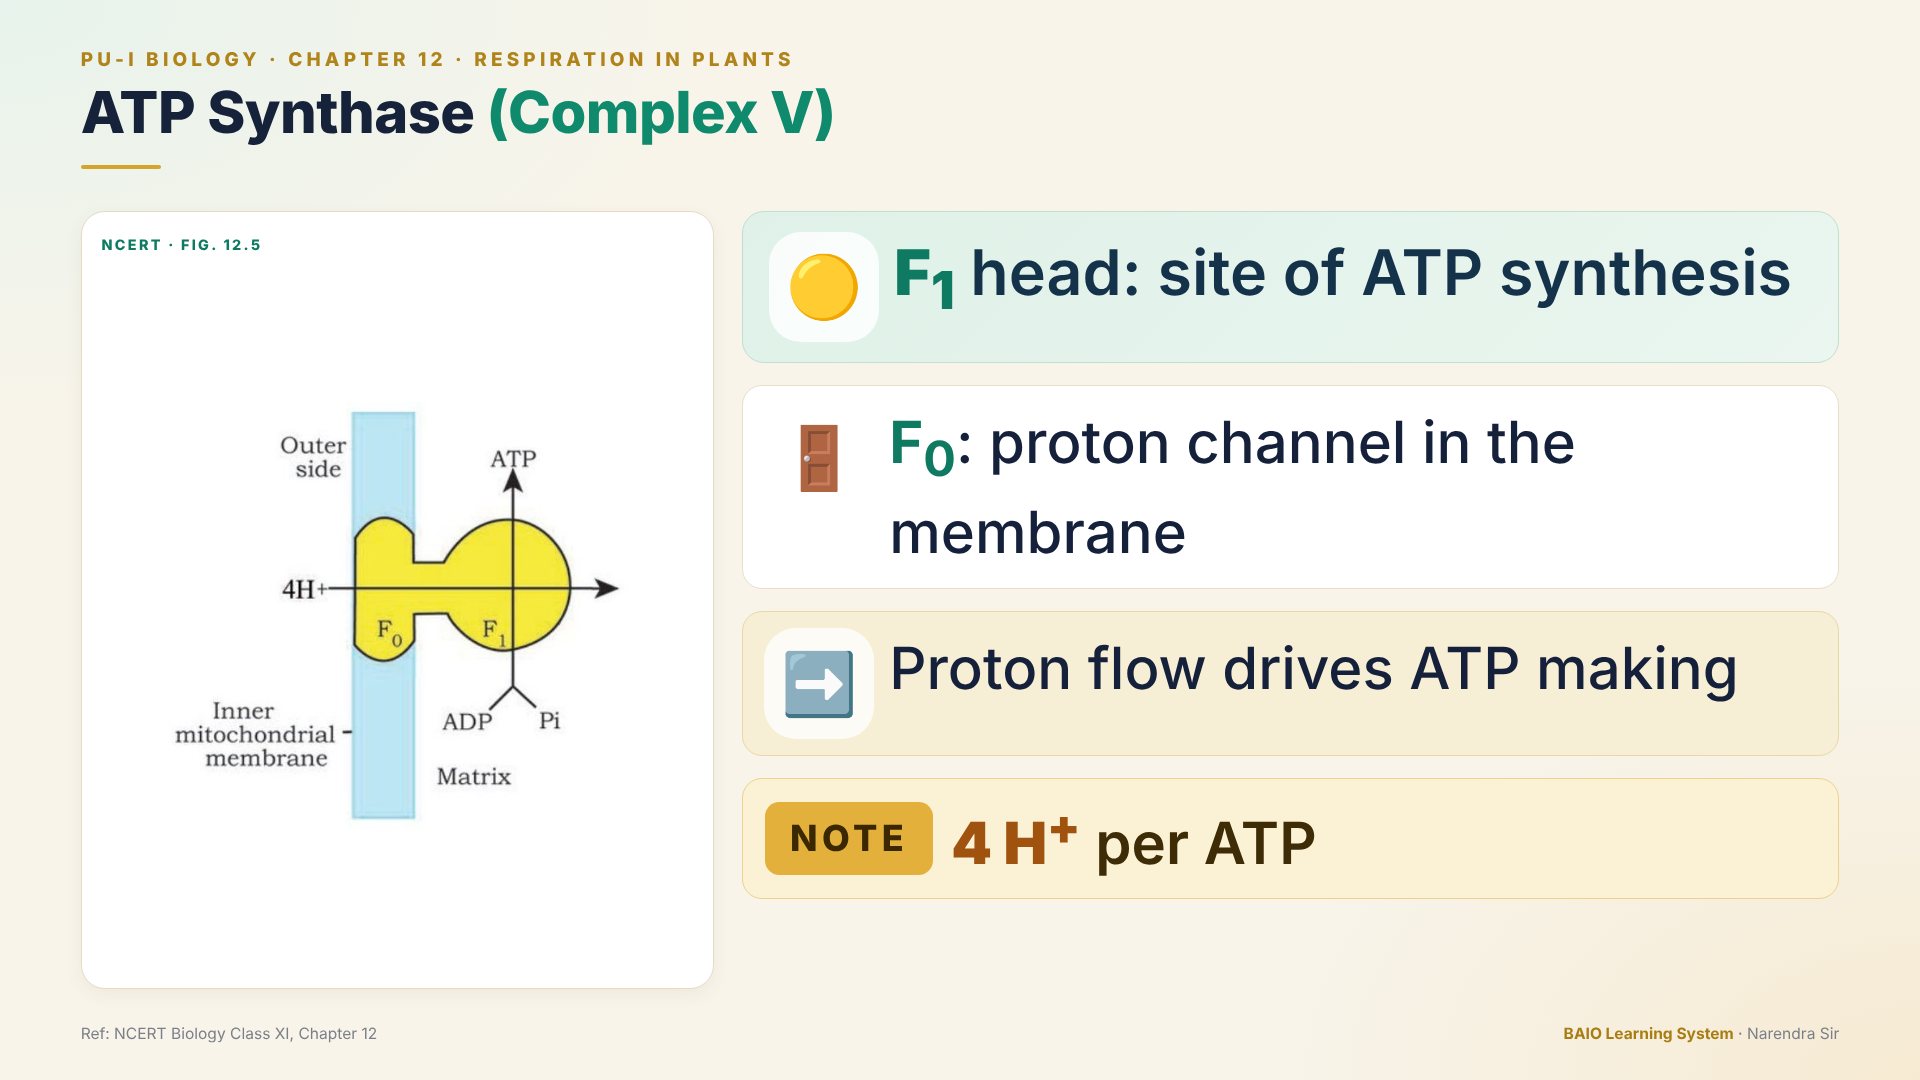 PU-I BIOLOGY · CHAPTER 12 · RESPIRATION IN PLANTS
ATP Synthase (Complex V)
NCERT · FIG. 12.5
Outer
side
ATP
4H+
F0
F1
Inner
mitochondrial
membrane
ADP
Pi
Matrix
F1 head: site of ATP synthesis
F0: proton channel in the
membrane
Proton flow drives ATP making
NOTE 4 H⁺ per ATP
Ref: NCERT Biology Class XI, Chapter 12
BAIO Learning System · Narendra Sir